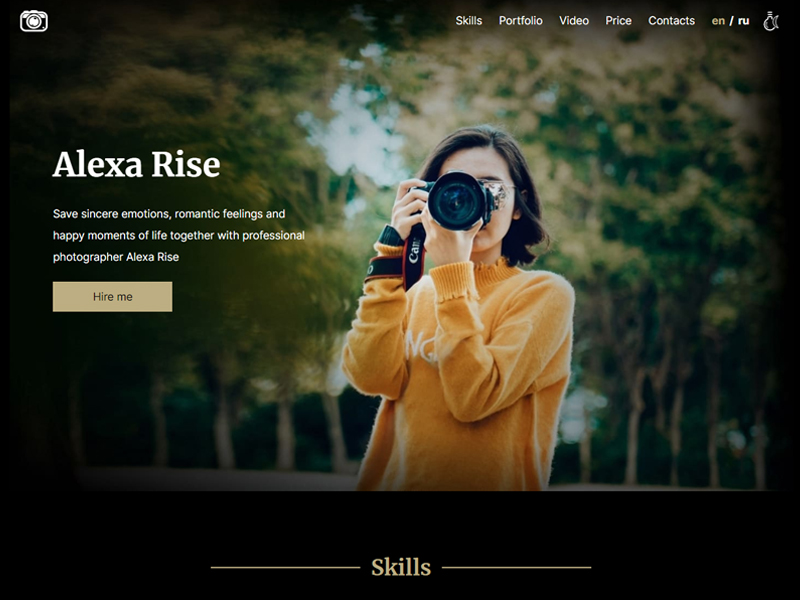 Skills Portfolio Video Price Contacts en / ru
Alexa Rise
Save sincere emotions, romantic feelings and
happy moments of life together with professional
photographer Alexa Rise
Hire me
Skills